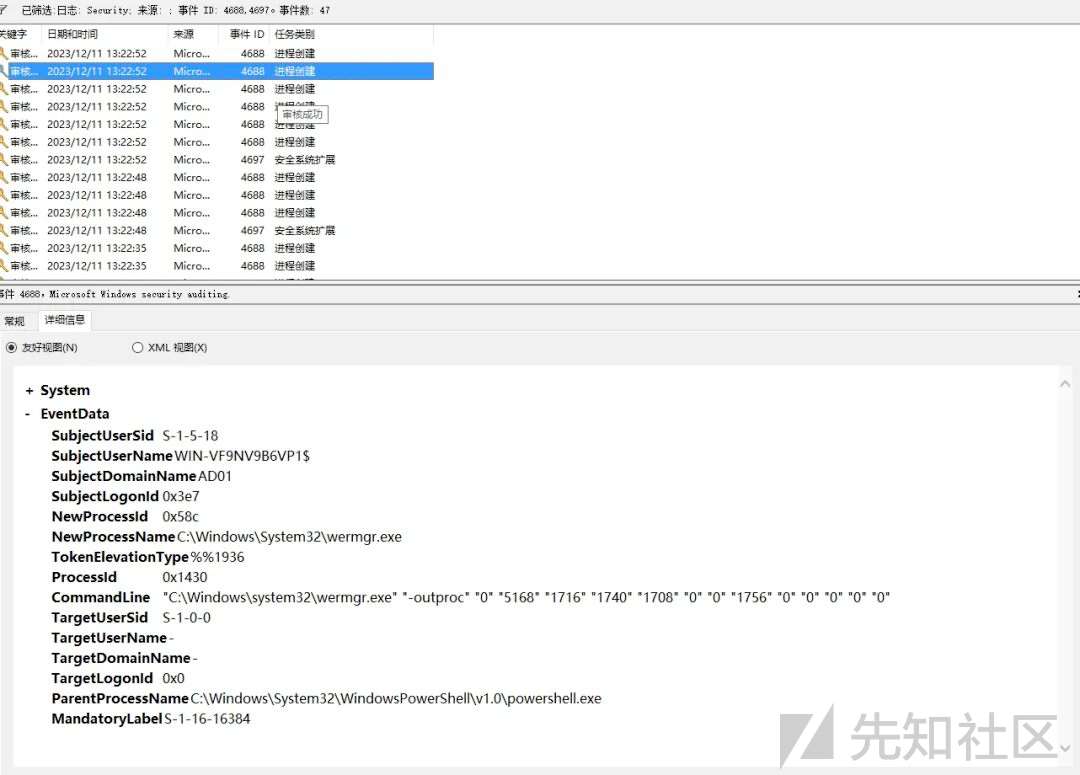 已筛选:日志: Security; 来源: ; 事件 ID: 4688,4697。事件数: 47
关键字 日期和时间 来源 事件 ID 任务类别
审核... 2023/12/11 13:22:52 Micro... 4688 进程创建
审核... 2023/12/11 13:22:52 Micro... 4688 进程创建
审核... 2023/12/11 13:22:52 Micro... 4688 进程创建
审核... 2023/12/11 13:22:52 Micro... 4688 进程创建
审核成功
审核... 2023/12/11 13:22:52 Micro... 4688 进程创建
审核... 2023/12/11 13:22:52 Micro... 4688 进程创建
审核... 2023/12/11 13:22:52 Micro... 4697 安全系统扩展
审核... 2023/12/11 13:22:48 Micro... 4688 进程创建
审核... 2023/12/11 13:22:48 Micro... 4688 进程创建
审核... 2023/12/11 13:22:48 Micro... 4688 进程创建
审核... 2023/12/11 13:22:48 Micro... 4697 安全系统扩展
审核... 2023/12/11 13:22:35 Micro... 4688 进程创建
审核... 2023/12/11 13:22:35 Micro... 4688 进程创建
事件 4688，Microsoft Windows security auditing.
常规 详细信息
友好视图(N) XML 视图(X)
+ System
- EventData
SubjectUserSid S-1-5-18
SubjectUserName WIN-VF9NV9B6VP1$
SubjectDomainName AD01
SubjectLogonId 0x3e7
NewProcessId 0x58c
NewProcessName C:\Windows\System32\wermgr.exe
TokenElevationType %%1936
ProcessId 0x1430
CommandLine "C:\Windows\system32\wermgr.exe" "-outproc" "0" "5168" "1716" "1740" "1708" "0" "0" "1756" "0" "0" "0" "0" "0"
TargetUserSid S-1-0-0
TargetUserName -
TargetDomainName -
TargetLogonId 0x0
ParentProcessName C:\Windows\System32\WindowsPowerShell\v1.0\powershell.exe
MandatoryLabel S-1-16-16384
先知社区